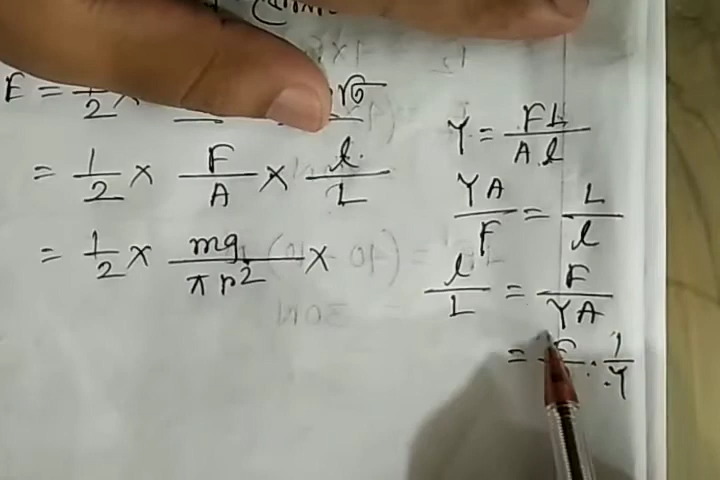 E = 1/2 ×
= 1/2 × F/A × l/L
= 1/2 × mg/πr² ×
Y = FL/Al
YA/F = L/l
l/L = F/YA
= F/ · 1/Y